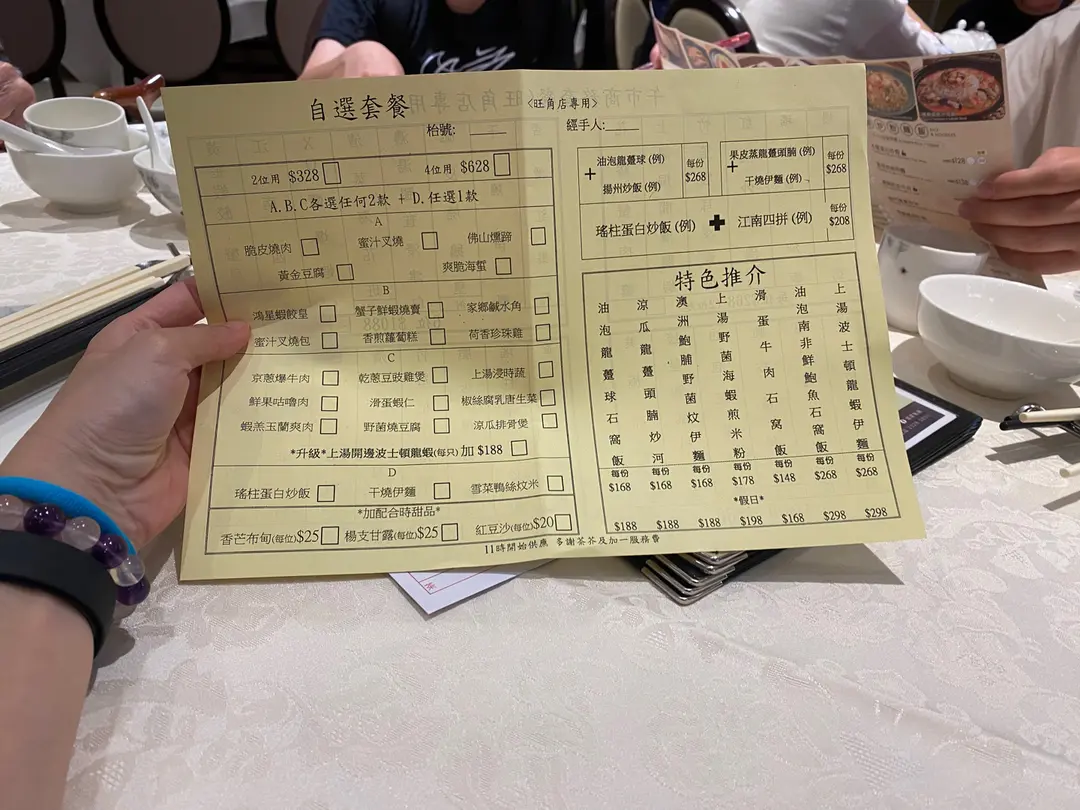 自選套餐 <旺角店專用>
枱號:____ 經手人:____
2位用 $328 4位用 $628
A.B.C各選任何2款 + D.任選1款
A
脆皮燒肉 蜜汁叉燒 佛山燻蹄
黃金豆腐 爽脆海蜇
B
鴻星蝦餃皇 蟹子鮮蝦燒賣 家鄉鹹水角
蜜汁叉燒包 香煎蘿蔔糕 荷香珍珠雞
C
京蔥爆牛肉 乾蔥豆豉雞煲 上湯浸時蔬
鮮果咕嚕肉 滑蛋蝦仁 椒絲腐乳唐生菜
蝦羔玉蘭爽肉 野菌燒豆腐 涼瓜排骨煲
*升級*上湯開邊波士頓龍蝦(每只) 加 $188
D
瑤柱蛋白炒飯 干燒伊麵 雪菜鴨絲炆米
*加配合時甜品*
香芒布甸(每位)$25 楊支甘露(每位)$25 紅豆沙(每位)$20
11時開始供應 多謝茶芥及加一服務費
油泡龍躉球 (例)
+
揚州炒飯 (例)
每份
$268
果皮蒸龍躉頭腩 (例)
+
干燒伊麵 (例)
每份
$268
瑤柱蛋白炒飯 (例) + 江南四拼 (例)
每份
$208
特色推介
油泡龍躉球石窩飯
涼瓜龍躉頭腩炒河
澳洲鮑脯野菌炆伊麵
上湯野菌海蝦煎米粉
滑蛋牛肉石窩飯
油泡南非鮮鮑魚石窩飯
上湯波士頓龍蝦伊麵
每份 每份 每份 每份 每份 每份 每份
$168 $168 $168 $178 $148 $268 $268
*假日*
$188 $188 $188 $198 $168 $298 $298